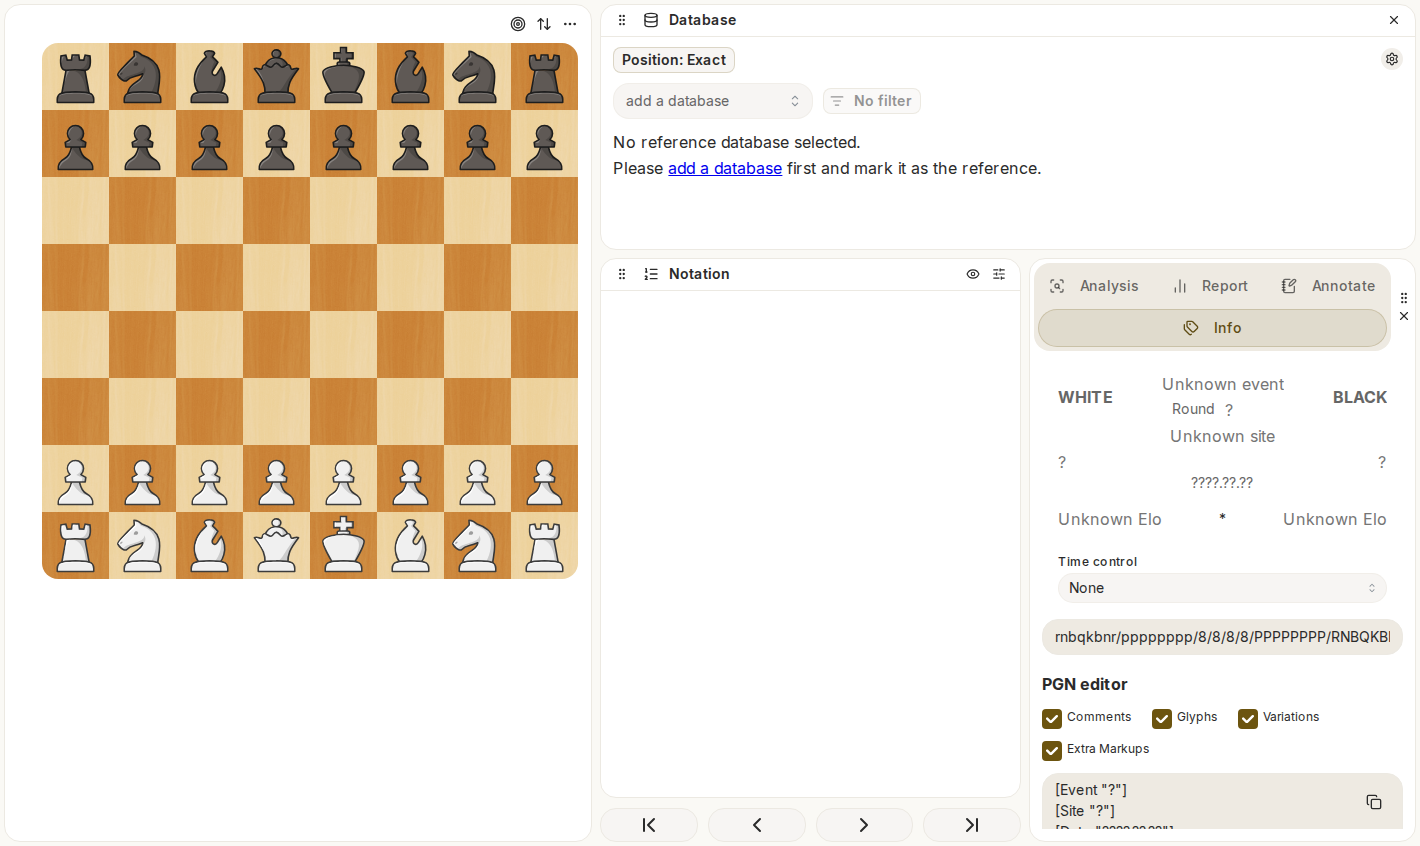 Database
Position: Exact
add a database
No filter
No reference database selected.
Please add a database first and mark it as the reference.
Notation
Analysis
Report
Annotate
Info
WHITE
Unknown event
BLACK
Round ?
Unknown site
?
?
????.??.??
Unknown Elo
*
Unknown Elo
Time control
None
rnbqkbnr/pppppppp/8/8/8/8/PPPPPPPP/RNBQKB
PGN editor
Comments
Glyphs
Variations
Extra Markups
[Event "?"]
[Site "?"]
[Date "????.??.??"]